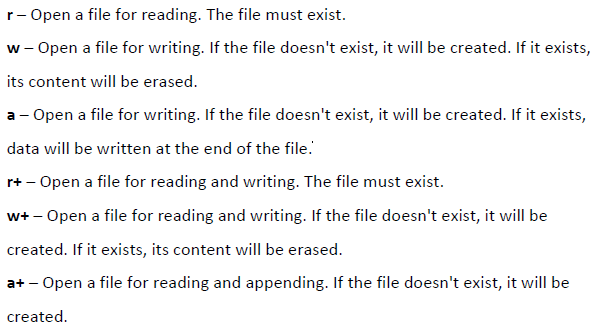 r – Open a file for reading. The file must exist.
w – Open a file for writing. If the file doesn't exist, it will be created. If it exists,
its content will be erased.
a – Open a file for writing. If the file doesn't exist, it will be created. If it exists,
data will be written at the end of the file.
r+ – Open a file for reading and writing. The file must exist.
w+ – Open a file for reading and writing. If the file doesn't exist, it will be
created. If it exists, its content will be erased.
a+ – Open a file for reading and appending. If the file doesn't exist, it will be
created.